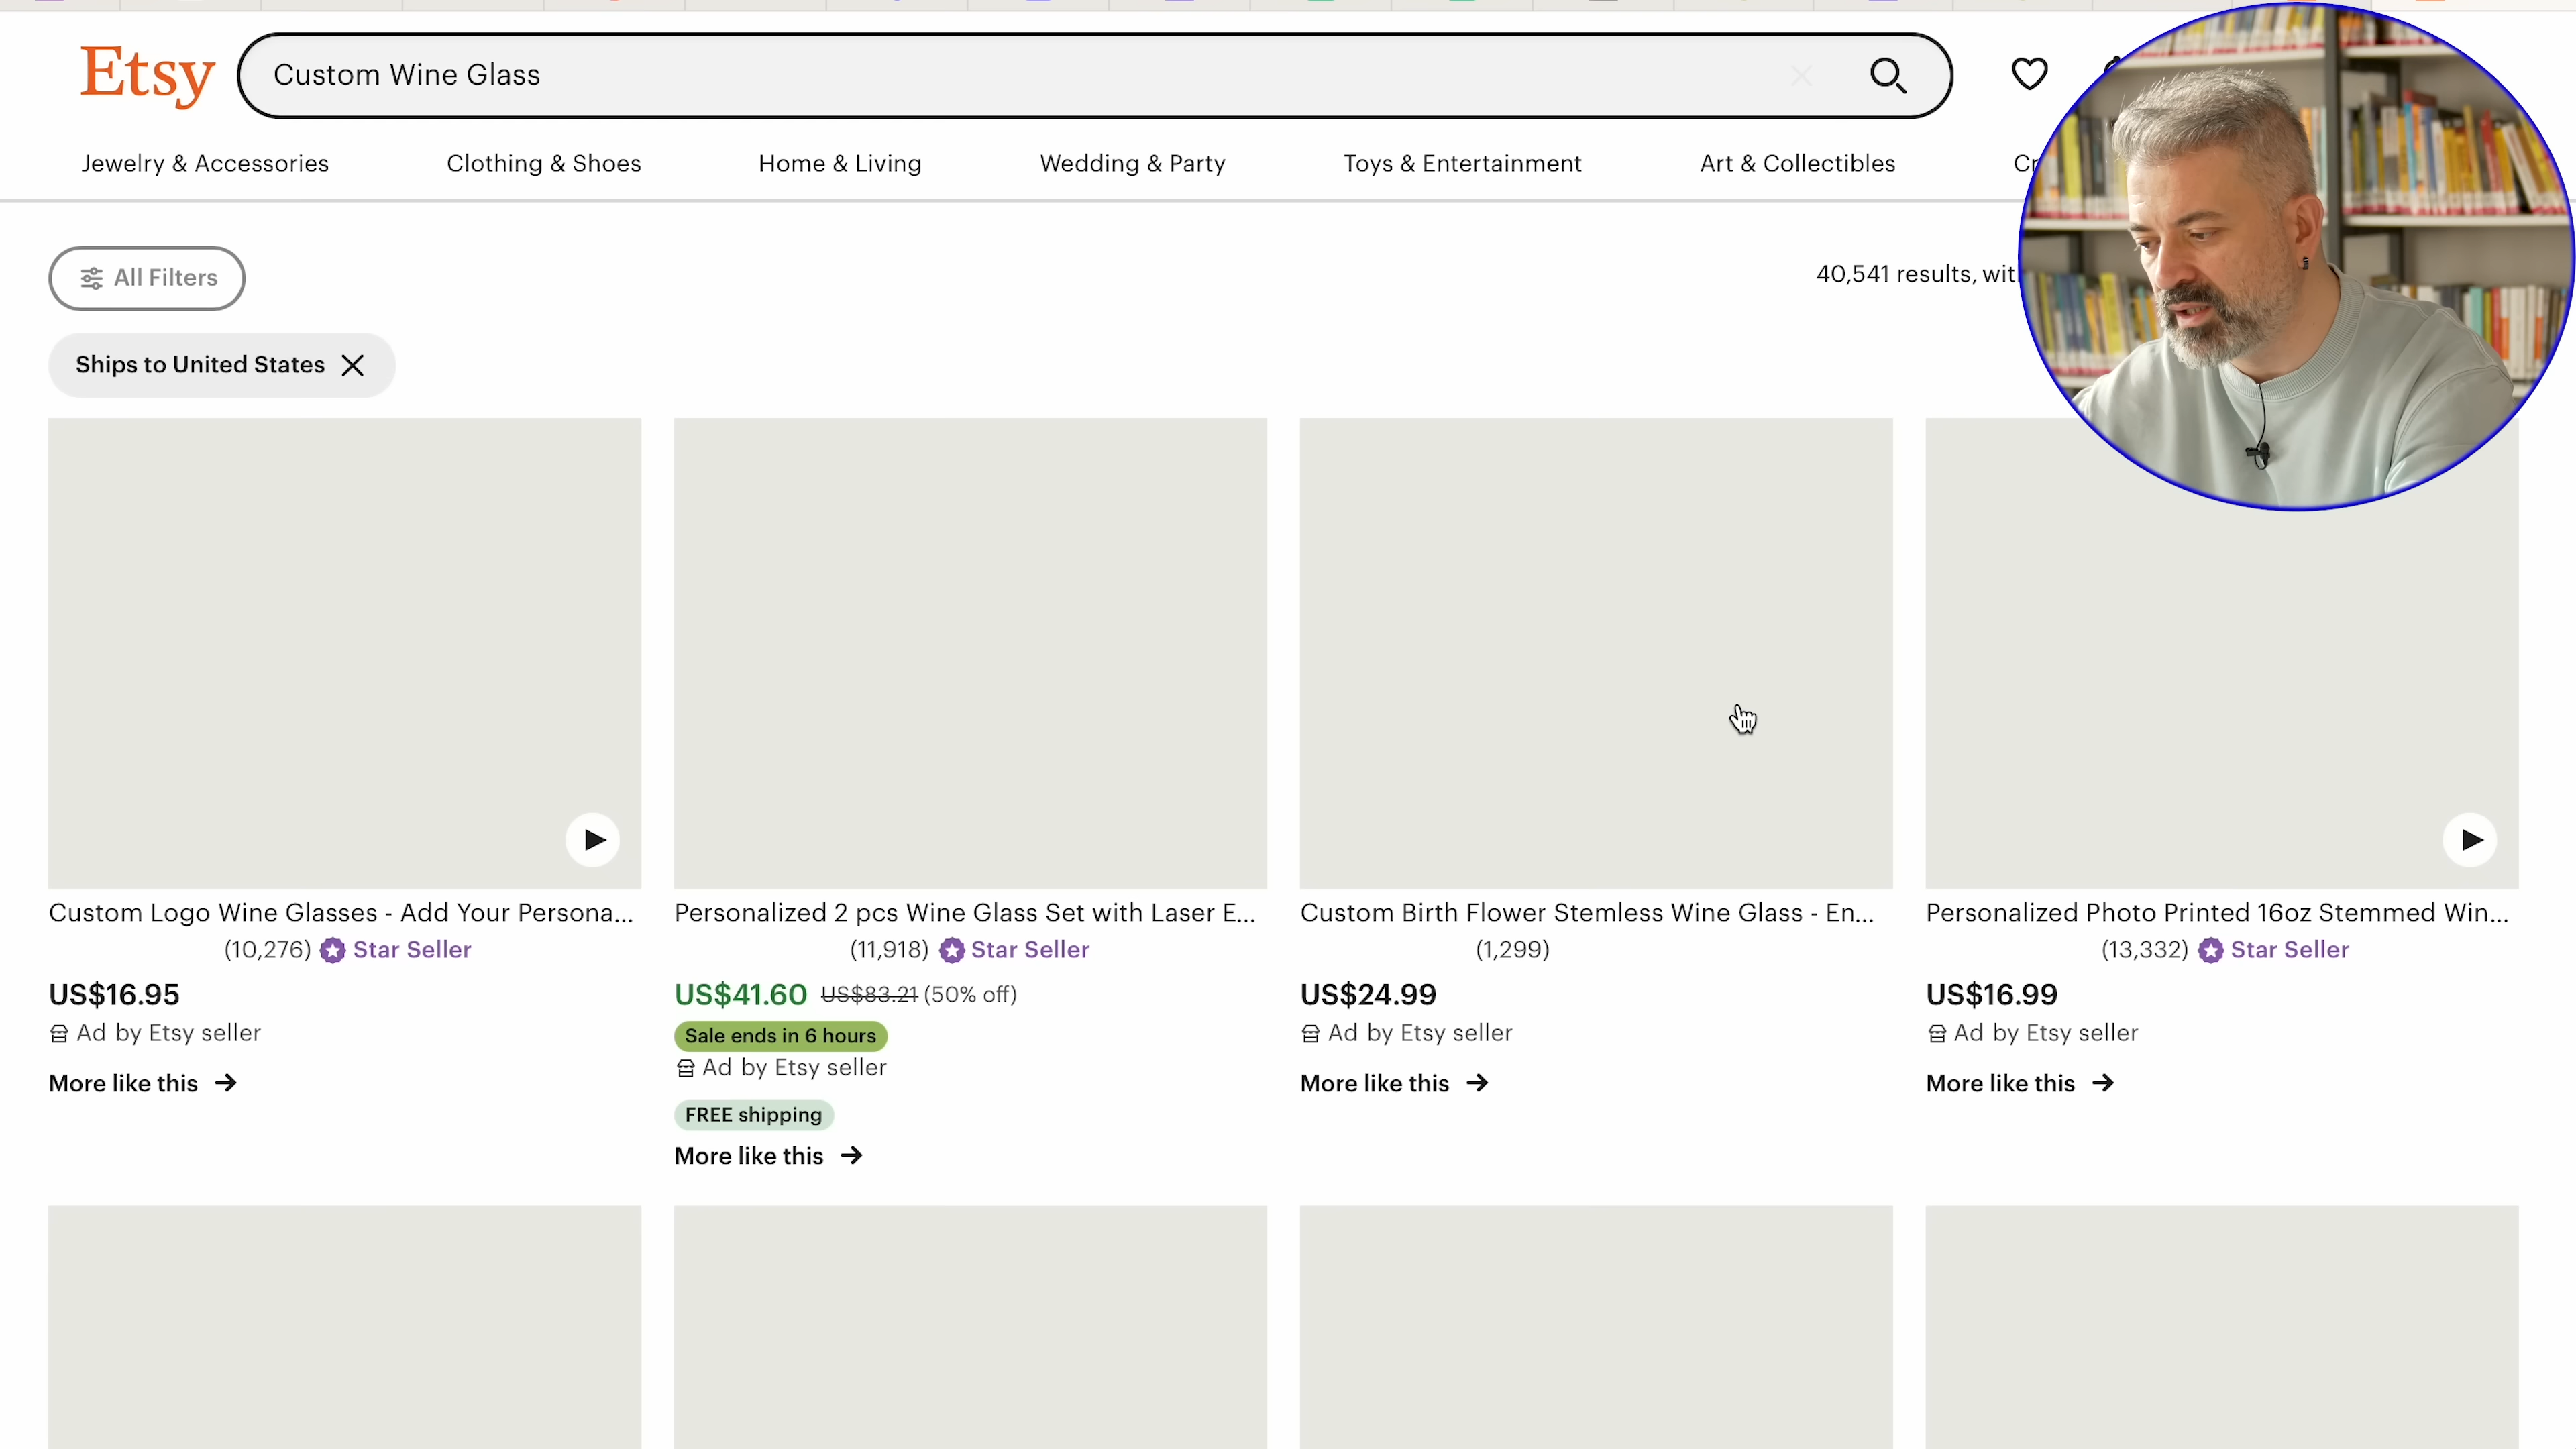 Etsy
Custom Wine Glass
Jewelry & Accessories
Clothing & Shoes
Home & Living
Wedding & Party
Toys & Entertainment
Art & Collectibles
All Filters
40,541 results,
Ships to United States
Custom Logo Wine Glasses - Add Your Persona...
(10,276) Star Seller
US$16.95
Ad by Etsy seller
More like this
Personalized 2 pcs Wine Glass Set with Laser E...
(11,918) Star Seller
US$41.60 US$83.21 (50% off)
Sale ends in 6 hours
Ad by Etsy seller
FREE shipping
More like this
Custom Birth Flower Stemless Wine Glass - En...
(1,299)
US$24.99
Ad by Etsy seller
More like this
Personalized Photo Printed 16oz Stemmed Win...
(13,332) Star Seller
US$16.99
Ad by Etsy seller
More like this